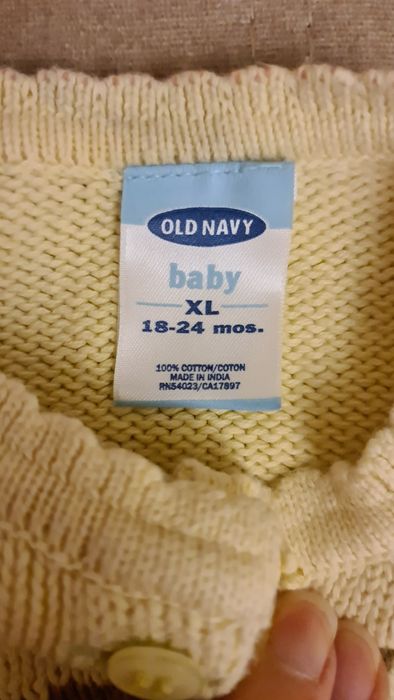 OLD NAVY
baby
XL
18-24 mos.
100% COTTON/COTON
MADE IN INDIA
RN54023/CA17897